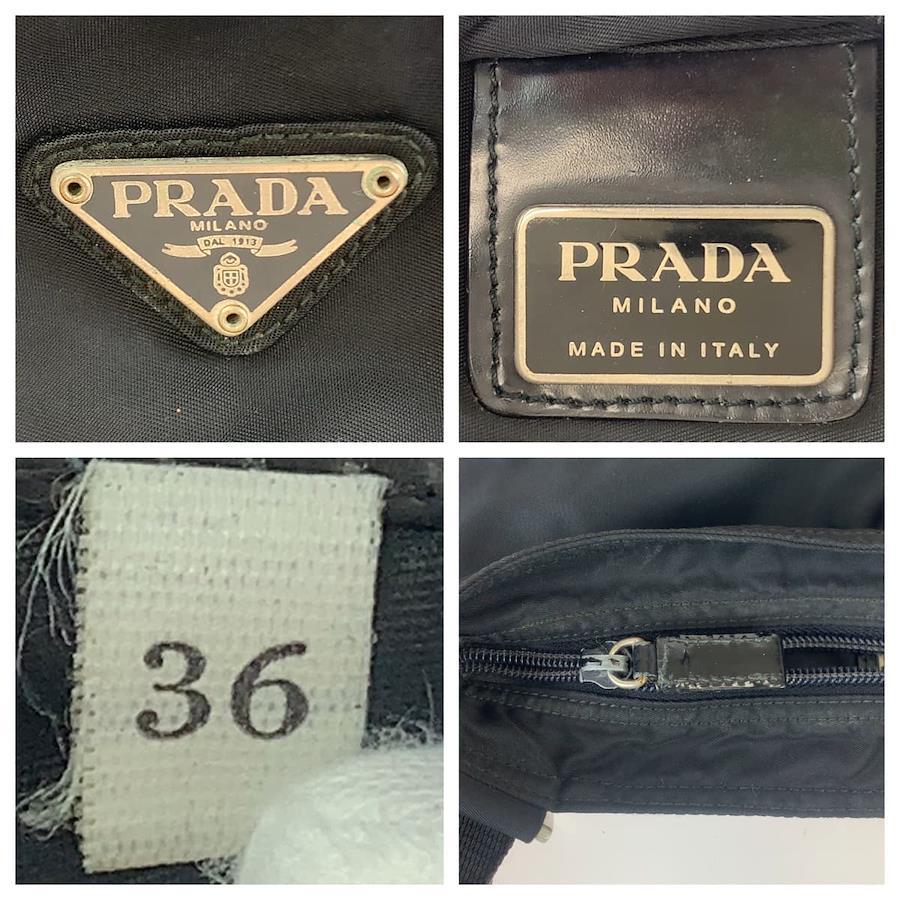 PRADA
MILANO
DAL 1913
PRADA
MILANO
MADE IN ITALY
36